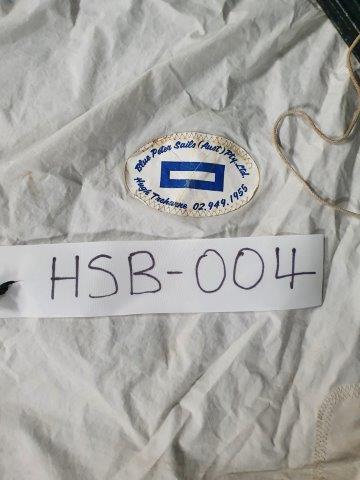 Blue Peter Sails (Aust) Pty. Ltd.
Hugh Treharne 02.949.1955
HSB-004